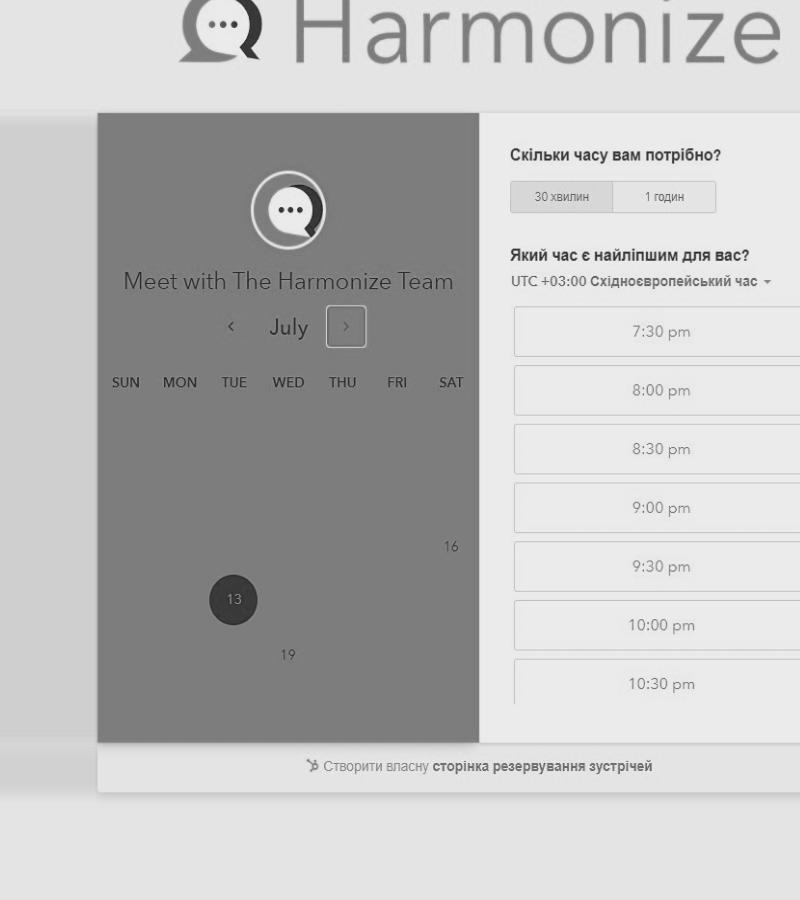 Harmonize
Meet with The Harmonize Team
July
SUN MON TUE WED THU FRI SAT
16
13
19
Скільки часу вам потрібно?
30 хвилин 1 годин
Який час є найліпшим для вас?
UTC +03:00 Східноєвропейський час
7:30 pm
8:00 pm
8:30 pm
9:00 pm
9:30 pm
10:00 pm
10:30 pm
Створити власну сторінка резервування зустрічей